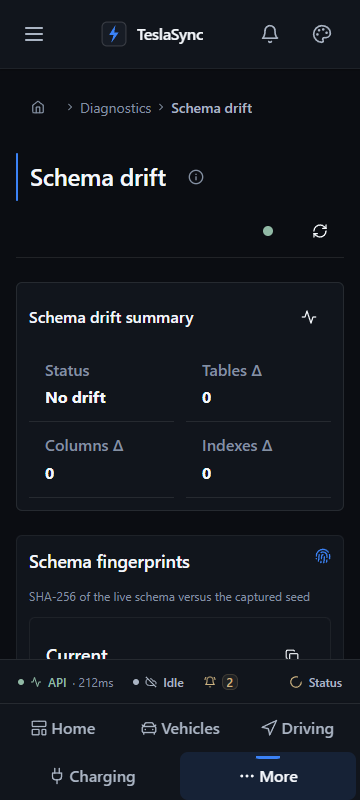 TeslaSync
Diagnostics Schema drift
Schema drift
Schema drift summary
Status Tables Δ
No drift 0
Columns Δ Indexes Δ
0 0
Schema fingerprints
SHA-256 of the live schema versus the captured seed
Current
API · 212ms Idle 2 Status
Home Vehicles Driving
Charging More